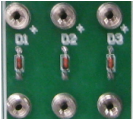 D1 D2 D3
+ + +